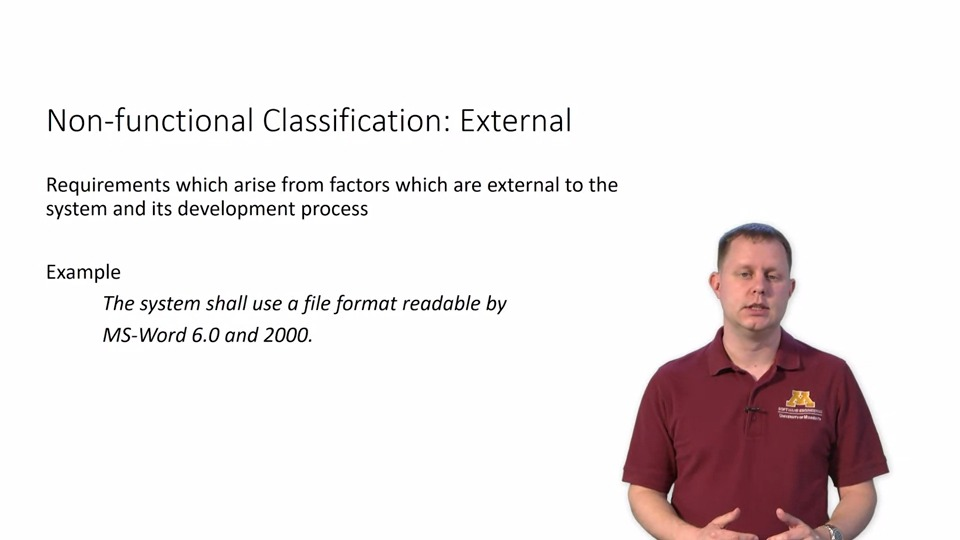 Non-functional Classification: External
Requirements which arise from factors which are external to the
system and its development process
Example
The system shall use a file format readable by
MS-Word 6.0 and 2000.
M